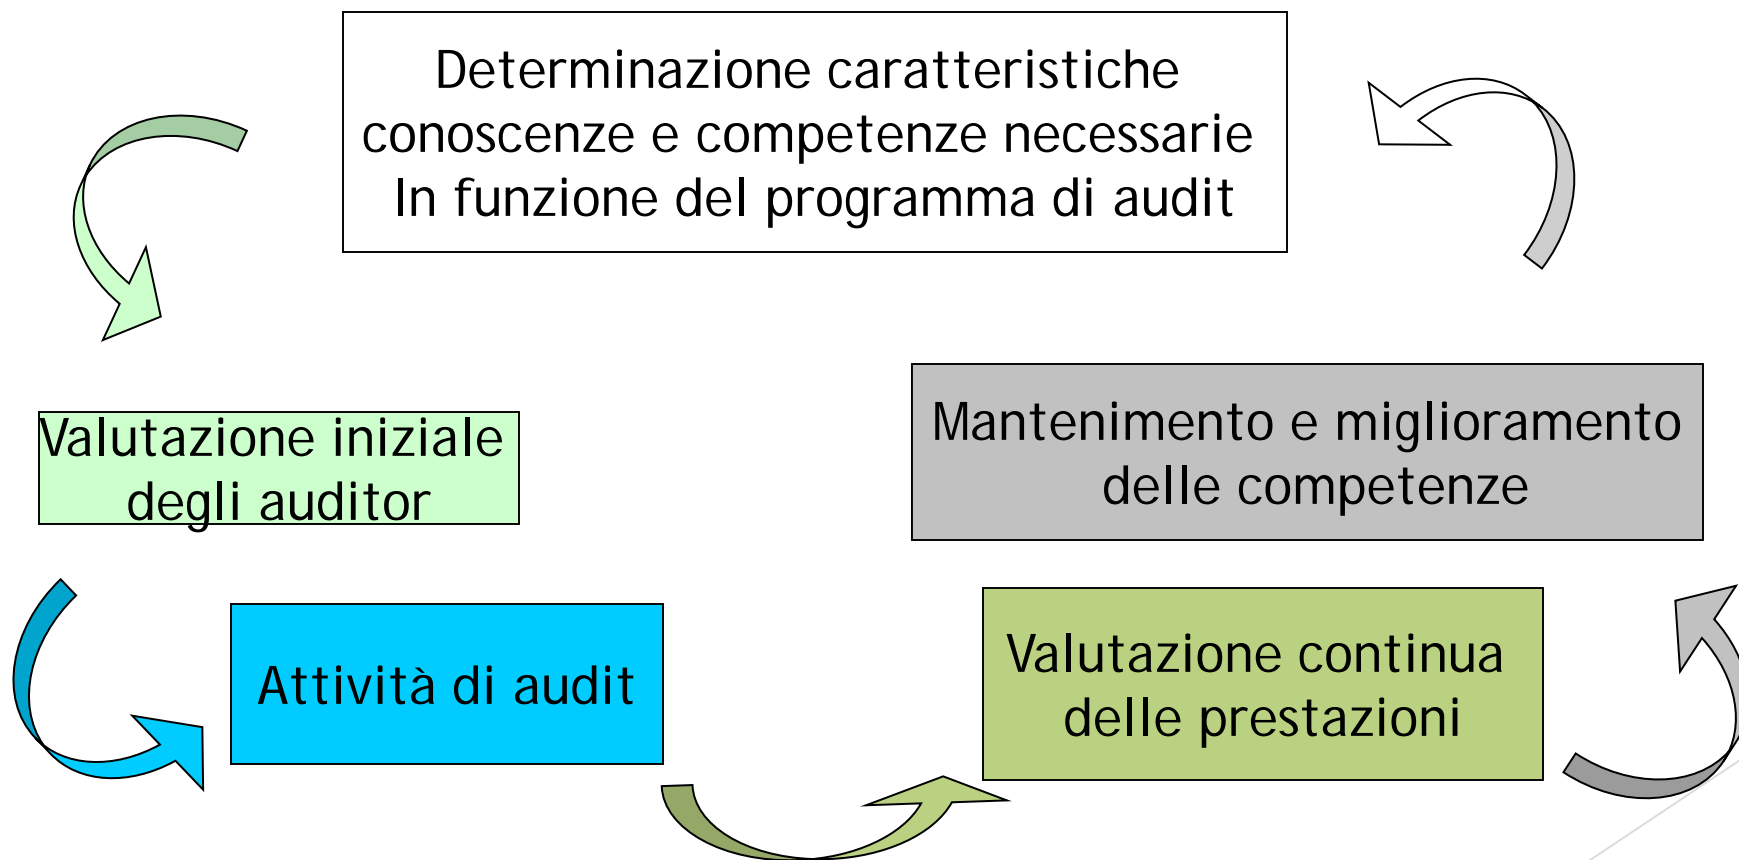 Determinazione caratteristiche
conoscenze e competenze necessarie
In funzione del programma di audit
Valutazione iniziale
degli auditor
Mantenimento e miglioramento
delle competenze
Attività di audit
Valutazione continua
delle prestazioni